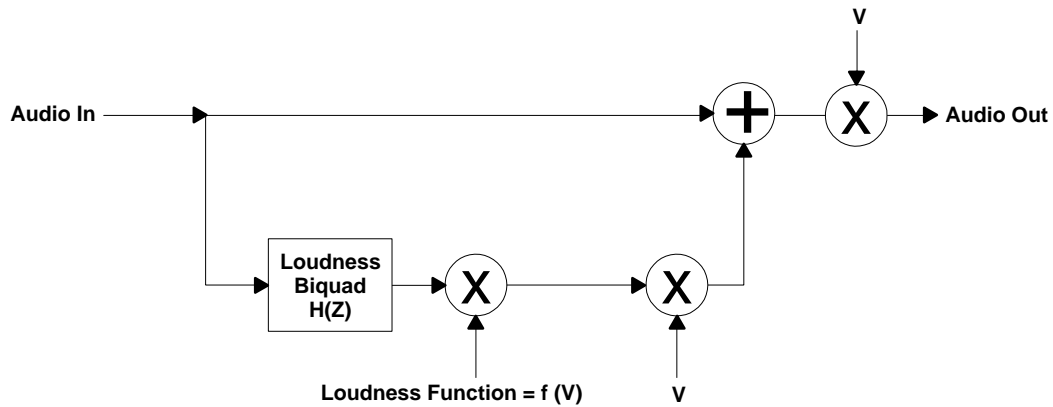 V
Audio In
+
X
Audio Out
Loudness
Biquad
H(Z)
X
X
Loudness Function = f (V)
V